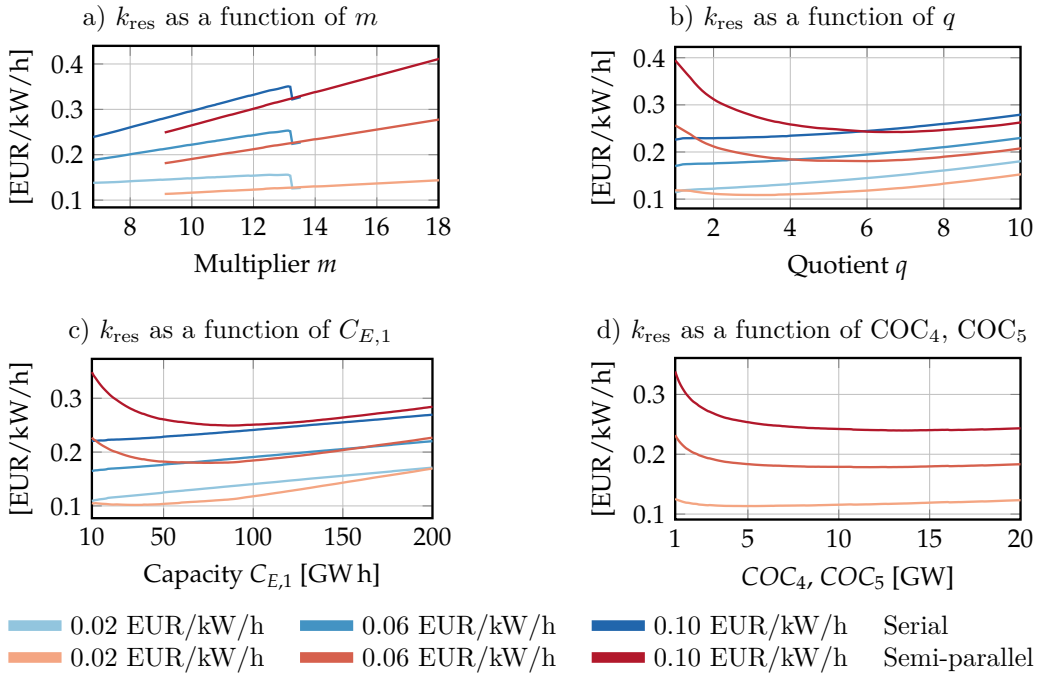 a) k_res as a function of m
b) k_res as a function of q
[EUR/kW/h]
0.4
0.3
0.2
0.1
8 10 12 14 16 18
Multiplier m
[EUR/kW/h]
0.4
0.3
0.2
0.1
2 4 6 8 10
Quotient q
c) k_res as a function of C_E,1
d) k_res as a function of COC_4, COC_5
[EUR/kW/h]
0.3
0.2
0.1
10 50 100 150 200
Capacity C_E,1 [GW h]
[EUR/kW/h]
0.3
0.2
0.1
1 5 10 15 20
COC_4, COC_5 [GW]
0.02 EUR/kW/h 0.06 EUR/kW/h 0.10 EUR/kW/h Serial
0.02 EUR/kW/h 0.06 EUR/kW/h 0.10 EUR/kW/h Semi-parallel